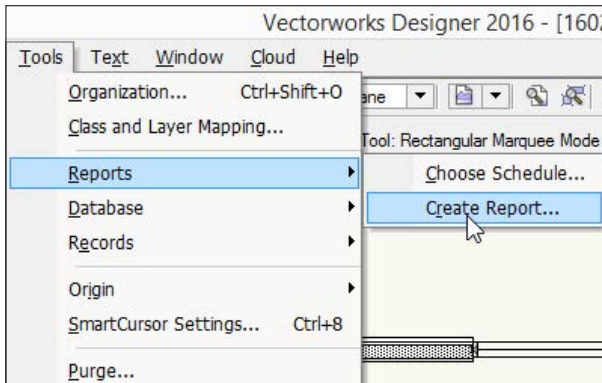 Vectorworks Designer 2016 - [1602
Tools Text Window Cloud Help
Organization... Ctrl+Shift+O
Class and Layer Mapping...
Tool: Rectangular Marquee Mode
Reports
Choose Schedule...
Database
Create Report...
Records
Origin
SmartCursor Settings... Ctrl+8
Purge...